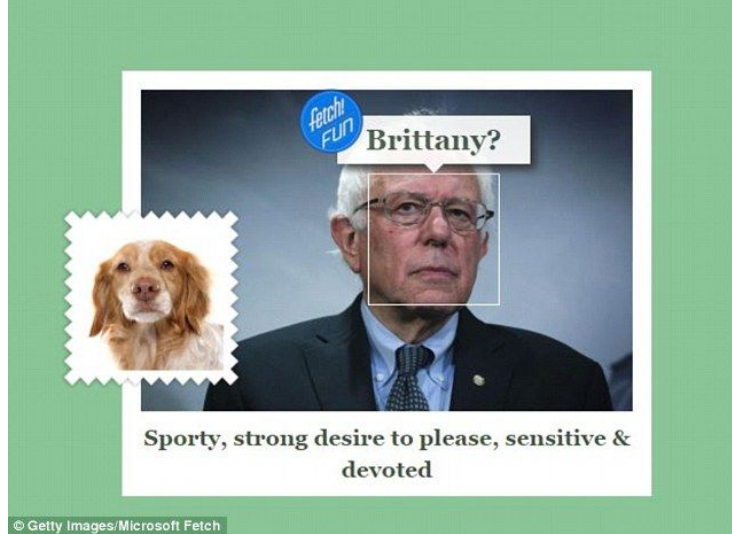 fetch!
FUN
Brittany?
Sporty, strong desire to please, sensitive &
devoted
© Getty Images/Microsoft Fetch